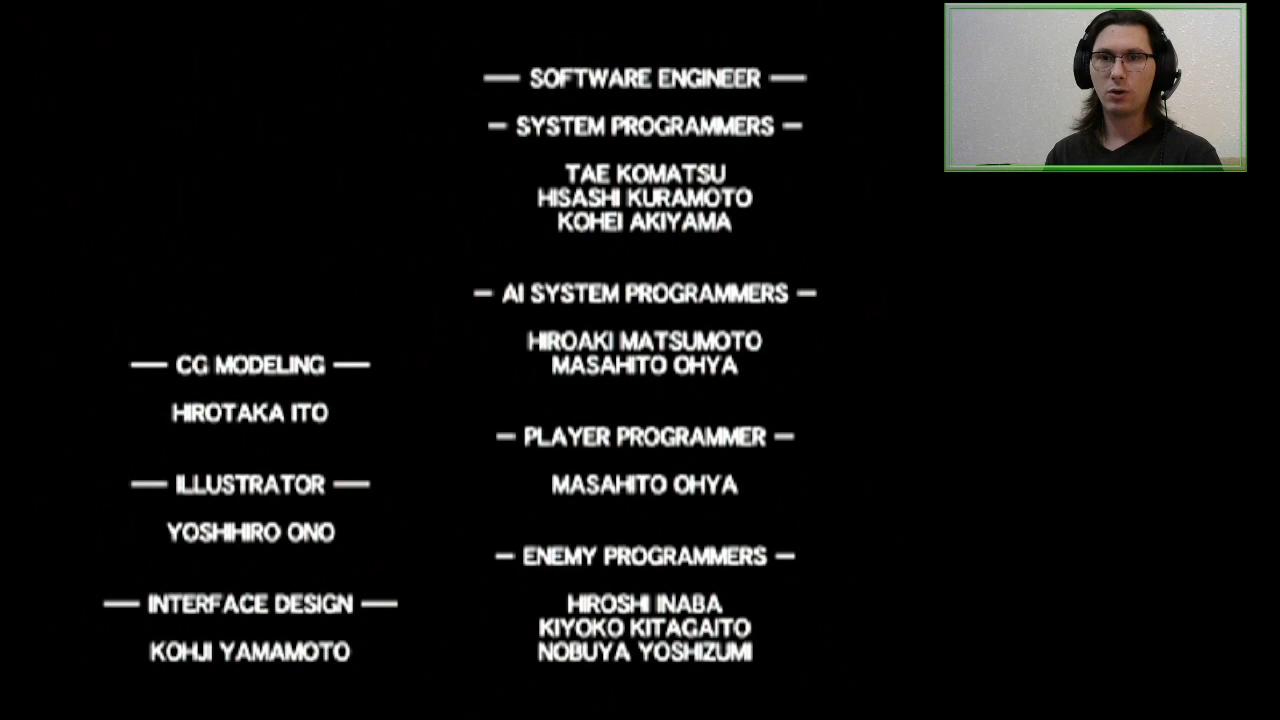 — SOFTWARE ENGINEER —
— SYSTEM PROGRAMMERS —
TAE KOMATSU
HISASHI KURAMOTO
KOHEI AKIYAMA
— AI SYSTEM PROGRAMMERS —
HIROAKI MATSUMOTO
MASAHITO OHYA
— PLAYER PROGRAMMER —
MASAHITO OHYA
— ENEMY PROGRAMMERS —
HIROSHI INABA
KIYOKO KITAGAITO
NOBUYA YOSHIZUMI
— CG MODELING —
HIROTAKA ITO
— ILLUSTRATOR —
YOSHIHIRO ONO
— INTERFACE DESIGN —
KOHJI YAMAMOTO